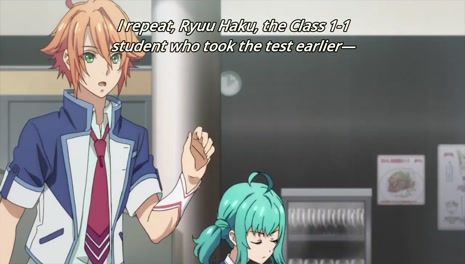 I repeat, Ryuu Haku, the Class 1-1
student who took the test earlier—